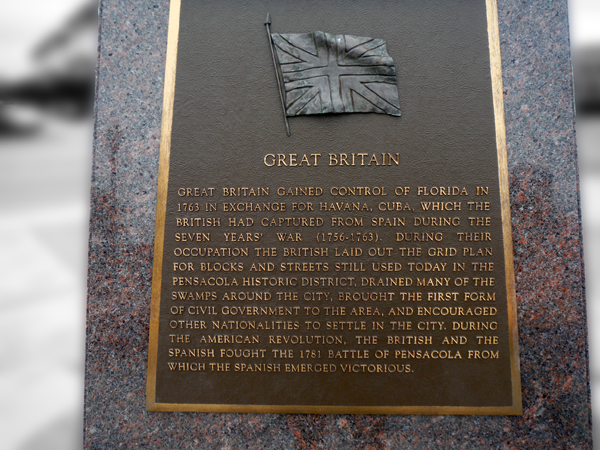 GREAT BRITAIN
GREAT BRITAIN GAINED CONTROL OF FLORIDA IN
1763 IN EXCHANGE FOR HAVANA, CUBA, WHICH THE
BRITISH HAD CAPTURED FROM SPAIN DURING THE
SEVEN YEARS' WAR (1756-1763). DURING THEIR
OCCUPATION THE BRITISH LAID OUT THE GRID PLAN
FOR BLOCKS AND STREETS STILL USED TODAY IN THE
PENSACOLA HISTORIC DISTRICT, DRAINED MANY OF THE
SWAMPS AROUND THE CITY, BROUGHT THE FIRST FORM
OF CIVIL GOVERNMENT TO THE AREA, AND ENCOURAGED
OTHER NATIONALITIES TO SETTLE IN THE CITY. DURING
THE AMERICAN REVOLUTION, THE BRITISH AND THE
SPANISH FOUGHT THE 1781 BATTLE OF PENSACOLA FROM
WHICH THE SPANISH EMERGED VICTORIOUS.